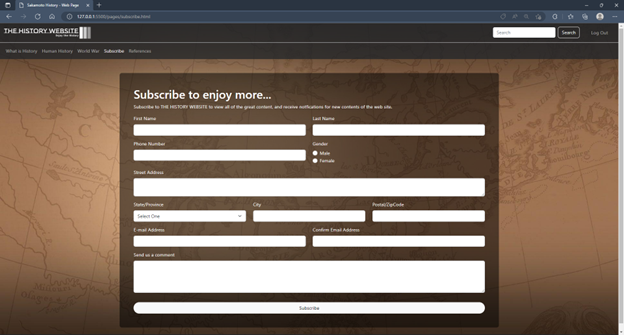 Sakamoto History - Web Page
127.0.0.1:5500/pages/subscribe.html
THE HISTORY WEBSITE
Search Search Log Out
What is History Human History World War Subscribe References
Subscribe to enjoy more...
Subscribe to THE HISTORY WEBSITE to view all of the great content, and receive notifications for new contents of the web site.
First Name Last Name
Phone Number Gender
Male
Female
Street Address
State/Province City Postal/ZipCode
Select One
E-mail Address Confirm Email Address
Send us a comment
Subscribe